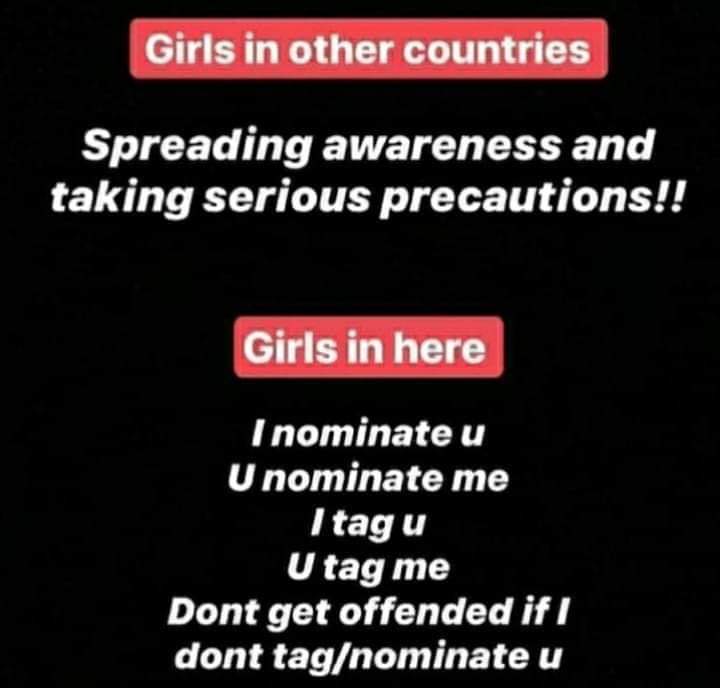 Girls in other countries
Spreading awareness and
taking serious precautions!!
Girls in here
I nominate u
U nominate me
I tag u
U tag me
Dont get offended if I
dont tag/nominate u